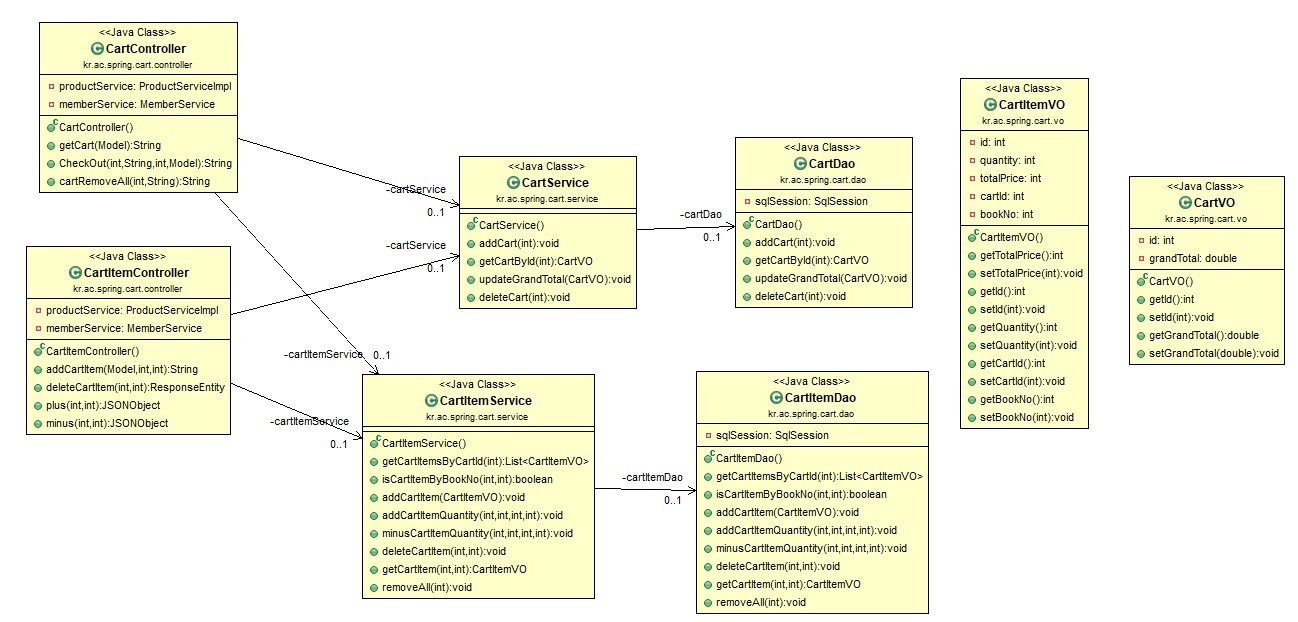 <<Java Class>>
CartController
kr.ac.spring.cart.controller
productService: ProductServiceImpl
memberService: MemberService
CartController()
getCart(Model):String
CheckOut(int,String,int,Model):String
cartRemoveAll(int,String):String
<<Java Class>>
CartItemController
kr.ac.spring.cart.controller
productService: ProductServiceImpl
memberService: MemberService
CartItemController()
addCartItem(Model,int,int):String
deleteCartItem(int,int):ResponseEntity
plus(int,int):JSONObject
minus(int,int):JSONObject
-cartService
0..1
-cartService
0..1
-cartItemService
0..1
-cartItemService
0..1
<<Java Class>>
CartService
kr.ac.spring.cart.service
CartService()
addCart(int):void
getCartById(int):CartVO
updateGrandTotal(CartVO):void
deleteCart(int):void
-cartDao
0..1
<<Java Class>>
CartDao
kr.ac.spring.cart.dao
sqlSession: SqlSession
CartDao()
addCart(int):void
getCartById(int):CartVO
updateGrandTotal(CartVO):void
deleteCart(int):void
<<Java Class>>
CartItemService
kr.ac.spring.cart.service
CartItemService()
getCartItemsByCartId(int):List<CartItemVO>
isCartItemByBookNo(int,int):boolean
addCartItem(CartItemVO):void
addCartItemQuantity(int,int,int,int):void
minusCartItemQuantity(int,int,int,int):void
deleteCartItem(int,int):void
getCartItem(int,int):CartItemVO
removeAll(int):void
-cartItemDao
0..1
<<Java Class>>
CartItemDao
kr.ac.spring.cart.dao
sqlSession: SqlSession
CartItemDao()
getCartItemsByCartId(int):List<CartItemVO>
isCartItemByBookNo(int,int):boolean
addCartItem(CartItemVO):void
addCartItemQuantity(int,int,int,int):void
minusCartItemQuantity(int,int,int,int):void
deleteCartItem(int,int):void
getCartItem(int,int):CartItemVO
removeAll(int):void
<<Java Class>>
CartItemVO
kr.ac.spring.cart.vo
id: int
quantity: int
totalPrice: int
cartId: int
bookNo: int
CartItemVO()
getTotalPrice():int
setTotalPrice(int):void
getId():int
setId(int):void
getQuantity():int
setQuantity(int):void
getCartId():int
setCartId(int):void
getBookNo():int
setBookNo(int):void
<<Java Class>>
CartVO
kr.ac.spring.cart.vo
id: int
grandTotal: double
CartVO()
getId():int
setId(int):void
getGrandTotal():double
setGrandTotal(double):void